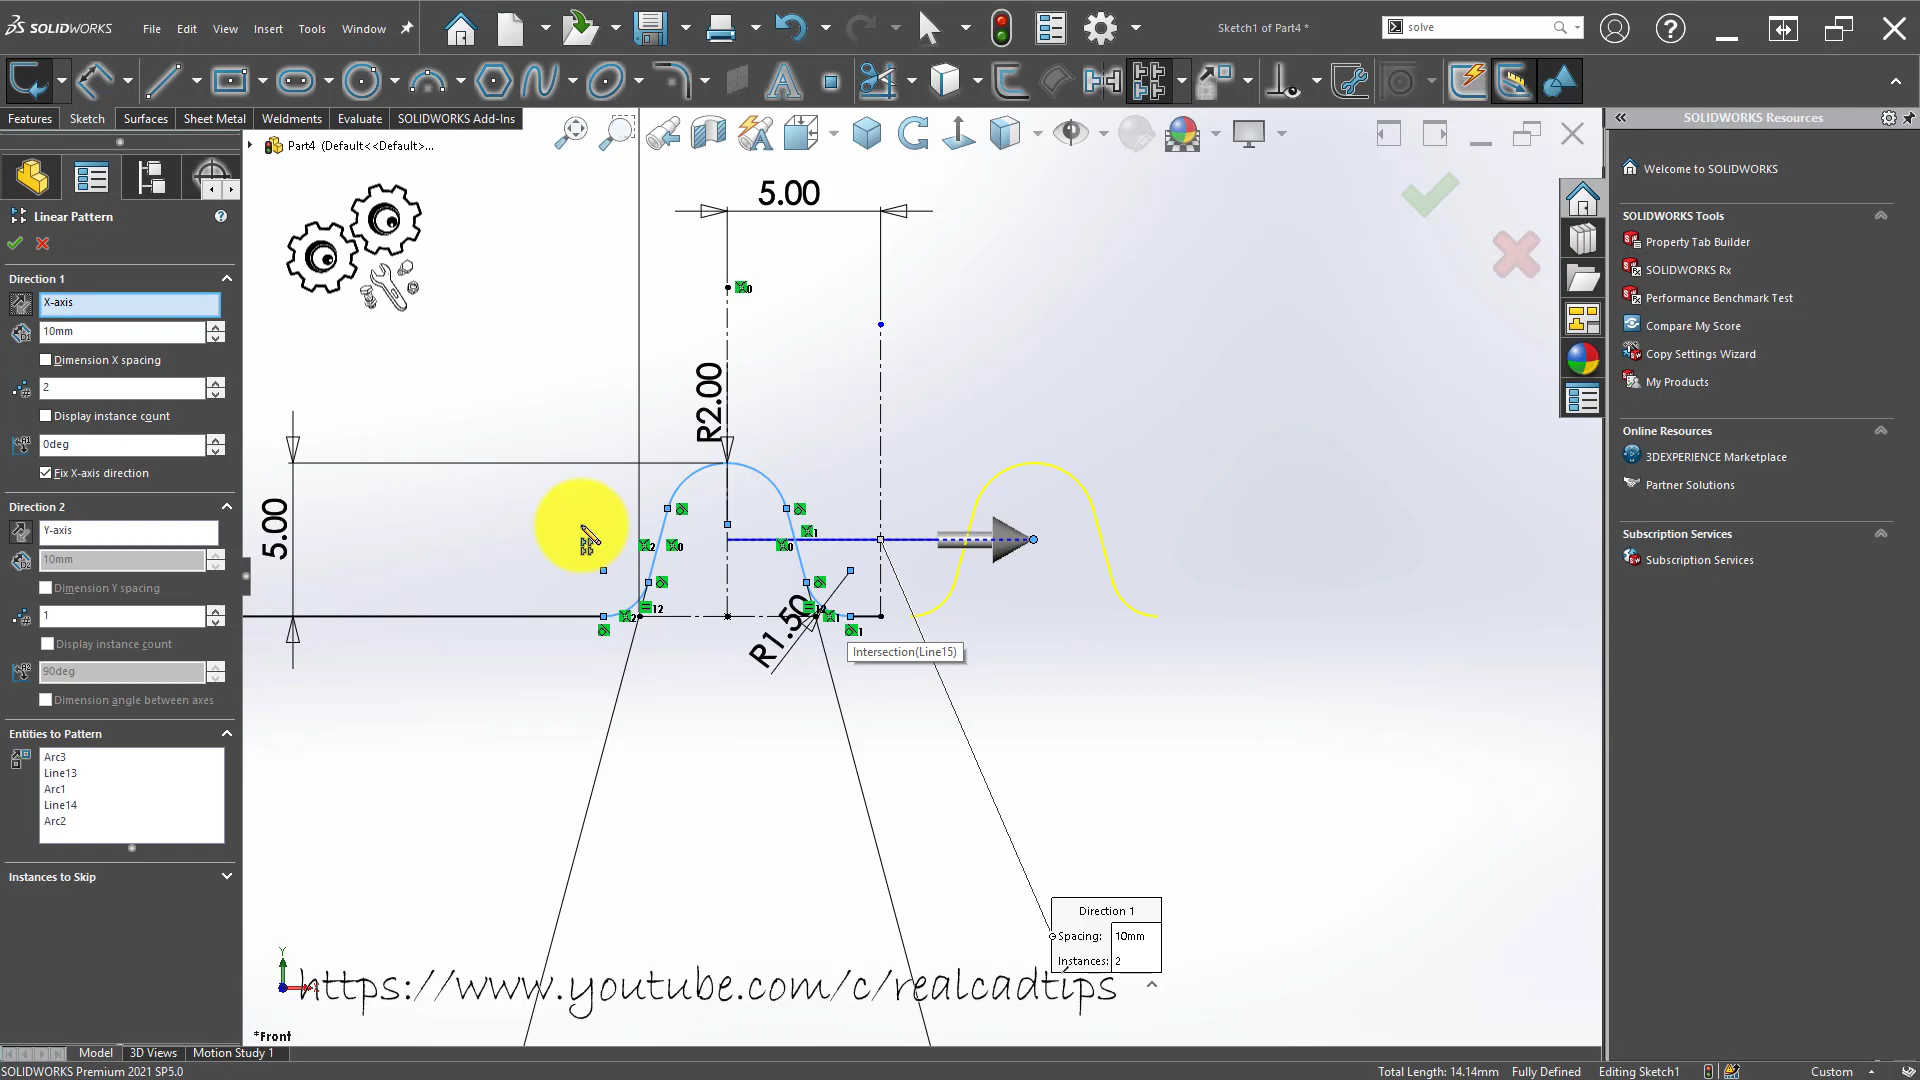 SOLIDWORKS File Edit View Insert Tools Window Sketch1 of Part4 * solve
Features Sketch Surfaces Sheet Metal Weldments Evaluate SOLIDWORKS Add-Ins
Part4 (Default<<Default>...
Linear Pattern
Direction 1
X-axis
10mm
Dimension X spacing
2
Display instance count
0deg
Fix X-axis direction
Direction 2
Y-axis
10mm
Dimension Y spacing
1
Display instance count
90deg
Dimension angle between axes
Entities to Pattern
Arc3
Line13
Arc1
Line14
Arc2
Instances to Skip
5.00
R2.00
5.00
R1.50
Intersection(Line15)
Direction 1
Spacing: 10mm
Instances: 2
https://www.youtube.com/c/realcadtips
*Front
SOLIDWORKS Resources
Welcome to SOLIDWORKS
SOLIDWORKS Tools
Property Tab Builder
SOLIDWORKS Rx
Performance Benchmark Test
Compare My Score
Copy Settings Wizard
My Products
Online Resources
3DEXPERIENCE Marketplace
Partner Solutions
Subscription Services
Subscription Services
Model 3D Views Motion Study 1
SOLIDWORKS Premium 2021 SP5.0 Total Length: 14.14mm Fully Defined Editing Sketch1 Custom